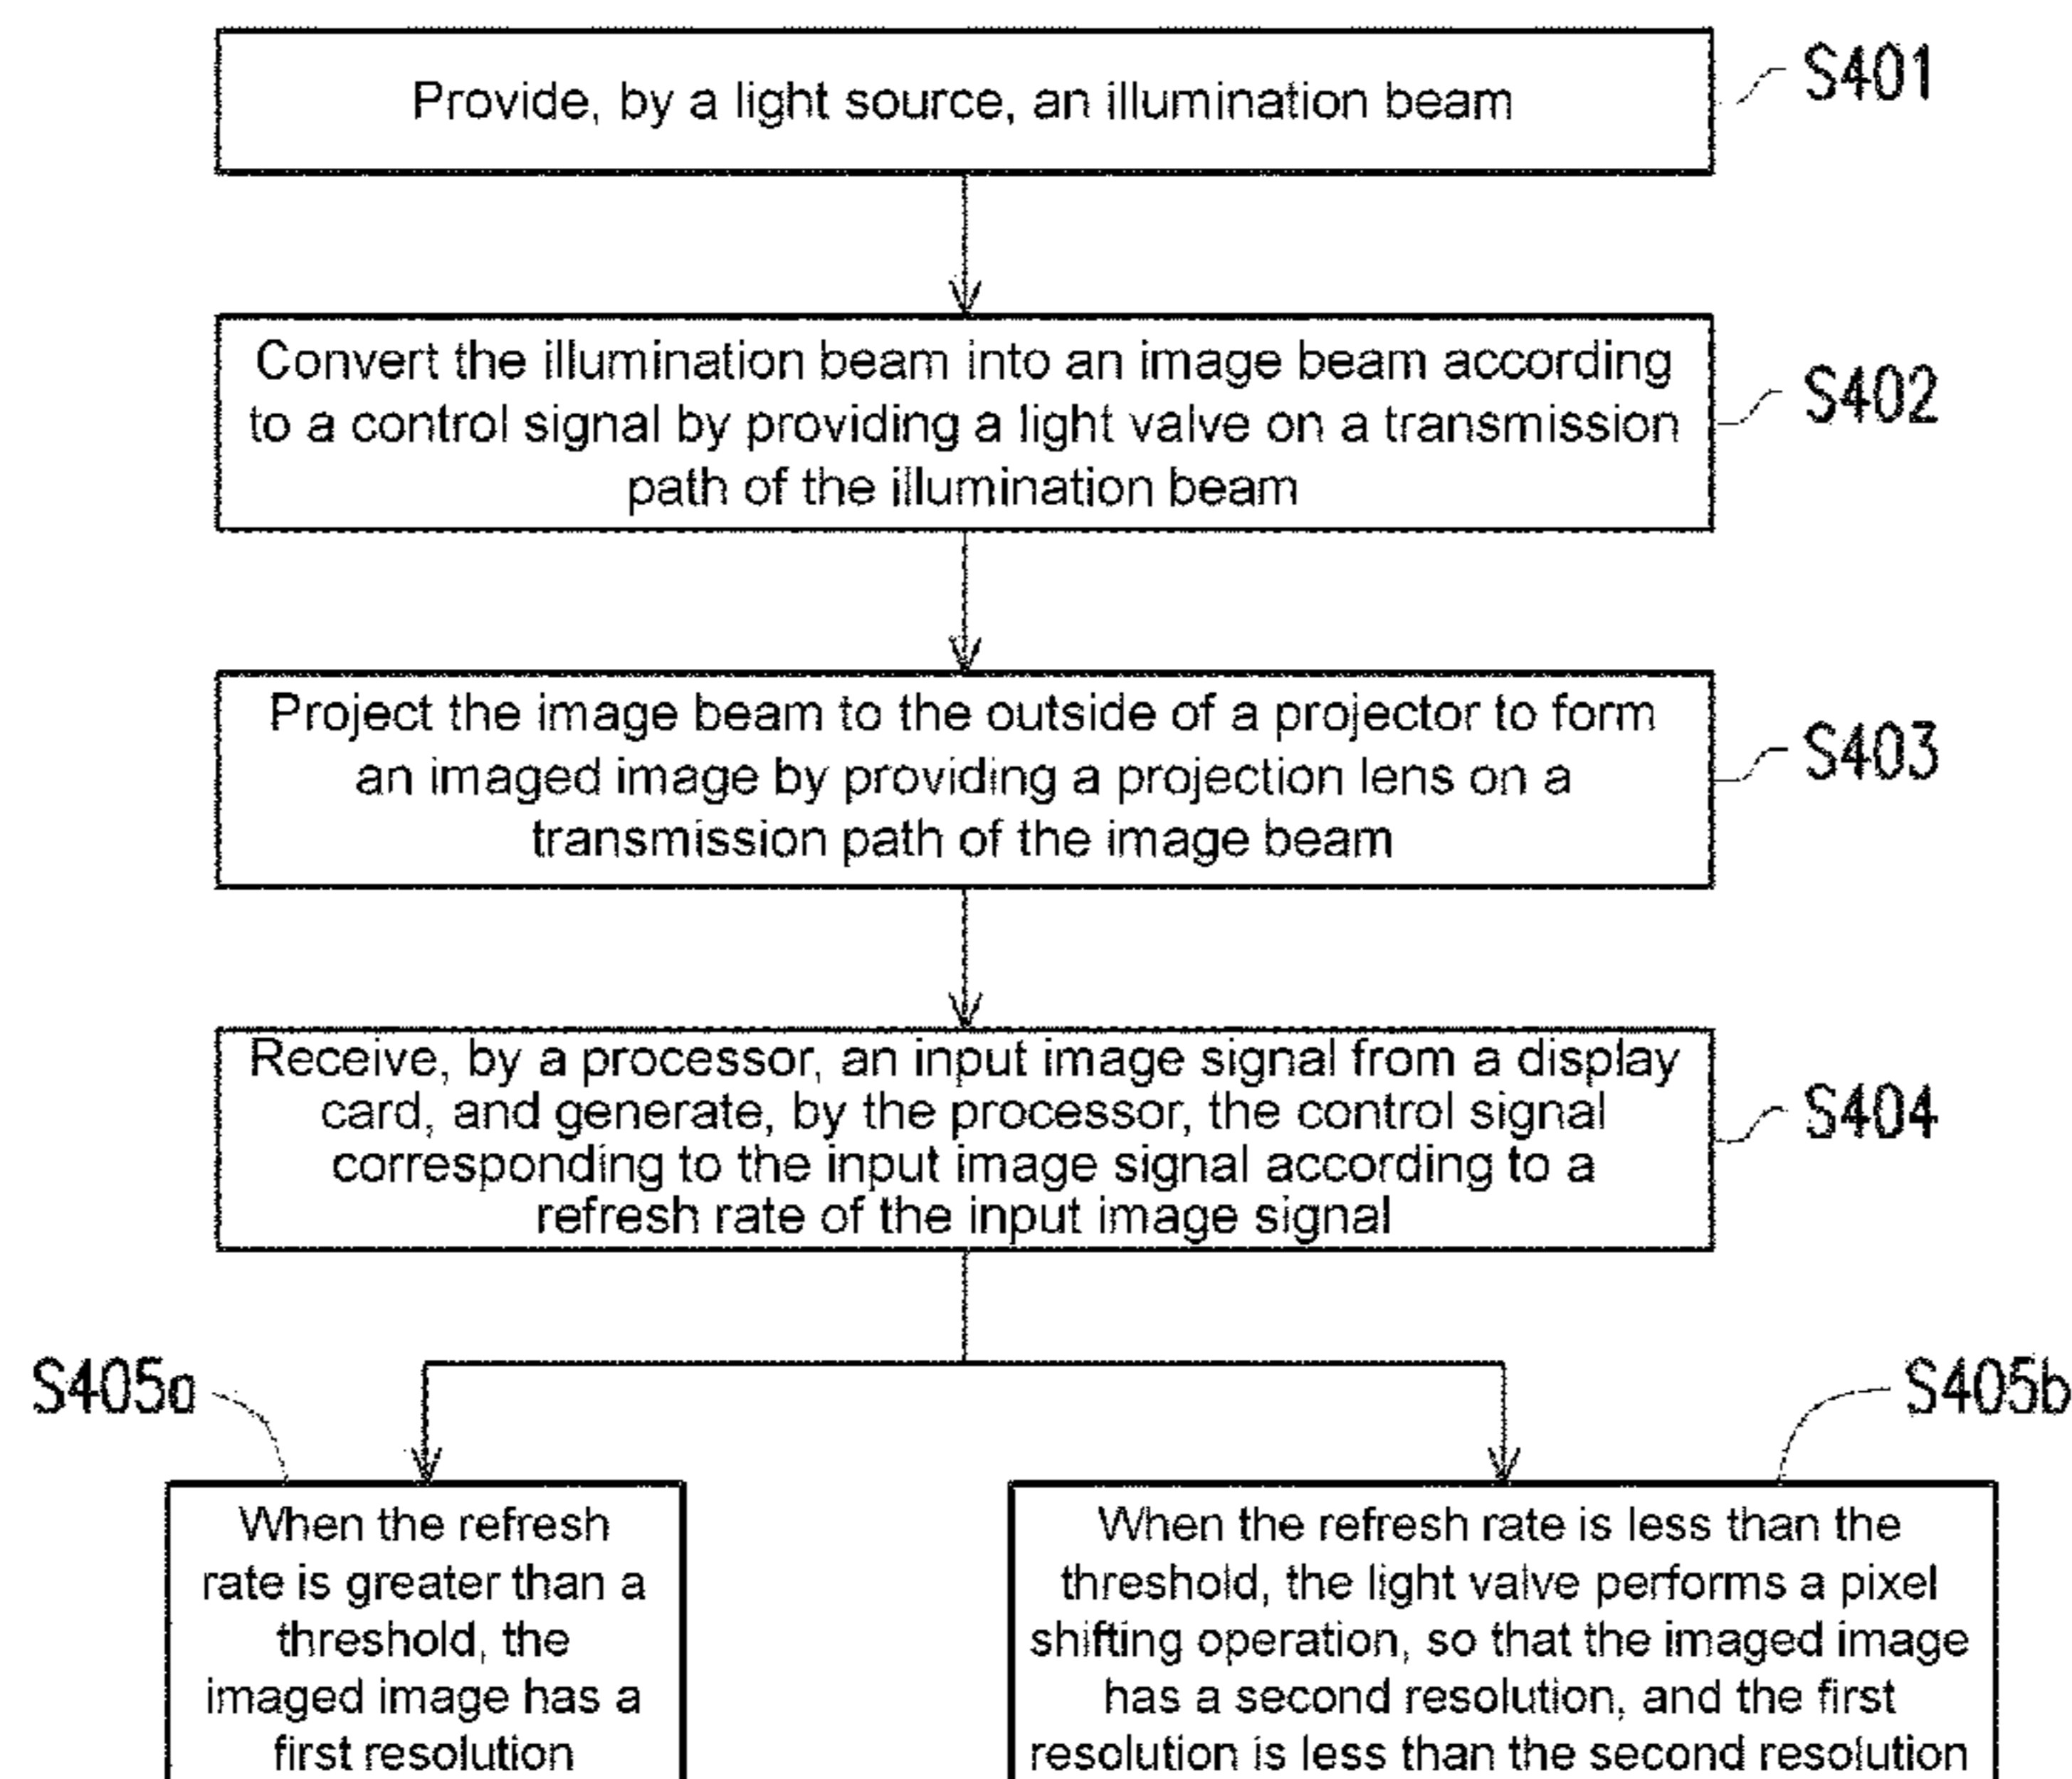 Provide, by a light source, an illumination beam
S401
Convert the illumination beam into an image beam according
to a control signal by providing a light valve on a transmission
path of the illumination beam
S402
Project the image beam to the outside of a projector to form
an imaged image by providing a projection lens on a
transmission path of the image beam
S403
Receive, by a processor, an input image signal from a display
card, and generate, by the processor, the control signal
corresponding to the input image signal according to a
refresh rate of the input image signal
S404
S405a
When the refresh
rate is greater than a
threshold, the
imaged image has a
first resolution
S405b
When the refresh rate is less than the
threshold, the light valve performs a pixel
shifting operation, so that the imaged image
has a second resolution, and the first
resolution is less than the second resolution